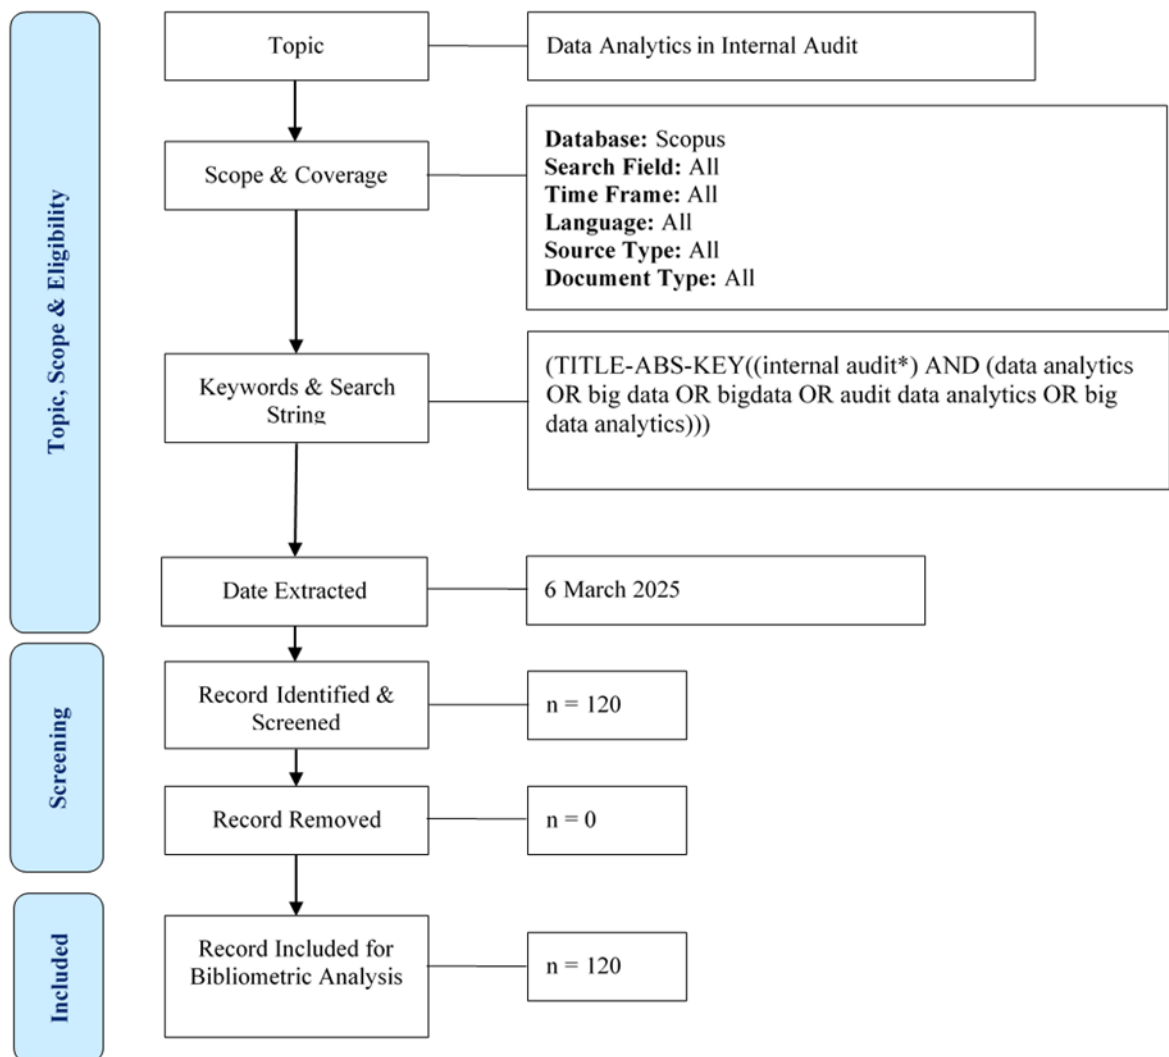 Topic, Scope & Eligibility
Topic
Data Analytics in Internal Audit
Scope & Coverage
Database: Scopus
Search Field: All
Time Frame: All
Language: All
Source Type: All
Document Type: All
Keywords & Search
String
(TITLE-ABS-KEY((internal audit*) AND (data analytics
OR big data OR bigdata OR audit data analytics OR big
data analytics)))
Date Extracted
6 March 2025
Screening
Record Identified &
Screened
n = 120
Record Removed
n = 0
Included
Record Included for
Bibliometric Analysis
n = 120